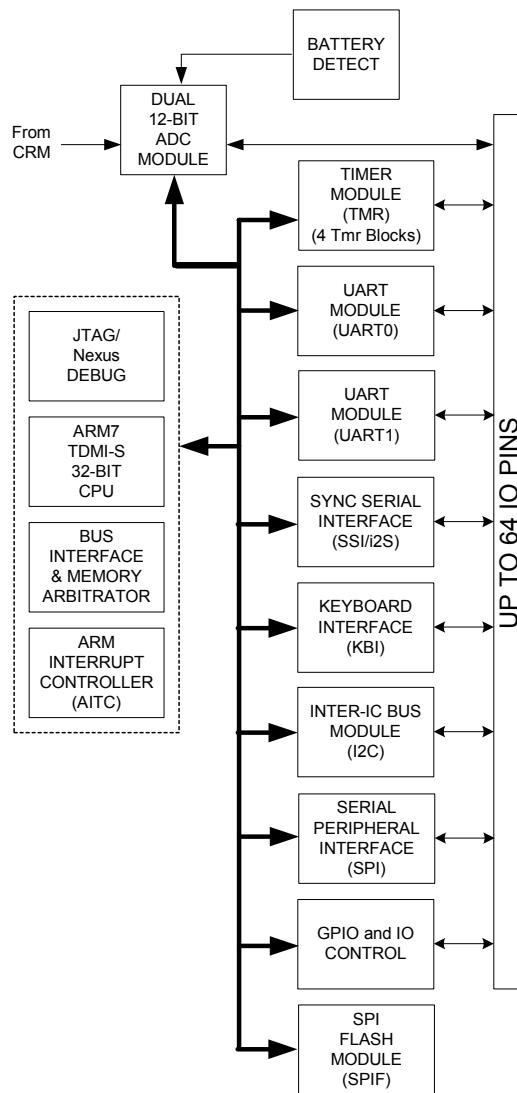 BATTERY
DETECT
DUAL
12-BIT
ADC
MODULE
From
CRM
TIMER
MODULE
(TMR)
(4 Tmr Blocks)
UART
MODULE
(UART0)
JTAG/
Nexus
DEBUG
UART
MODULE
(UART1)
ARM7
TDMI-S
32-BIT
CPU
SYNC SERIAL
INTERFACE
(SSI/i2S)
BUS
INTERFACE
& MEMORY
ARBITRATOR
KEYBOARD
INTERFACE
(KBI)
ARM
INTERRUPT
CONTROLLER
(AITC)
INTER-IC BUS
MODULE
(I2C)
SERIAL
PERIPHERAL
INTERFACE
(SPI)
GPIO and IO
CONTROL
SPI
FLASH
MODULE
(SPIF)
UP TO 64 IO PINS